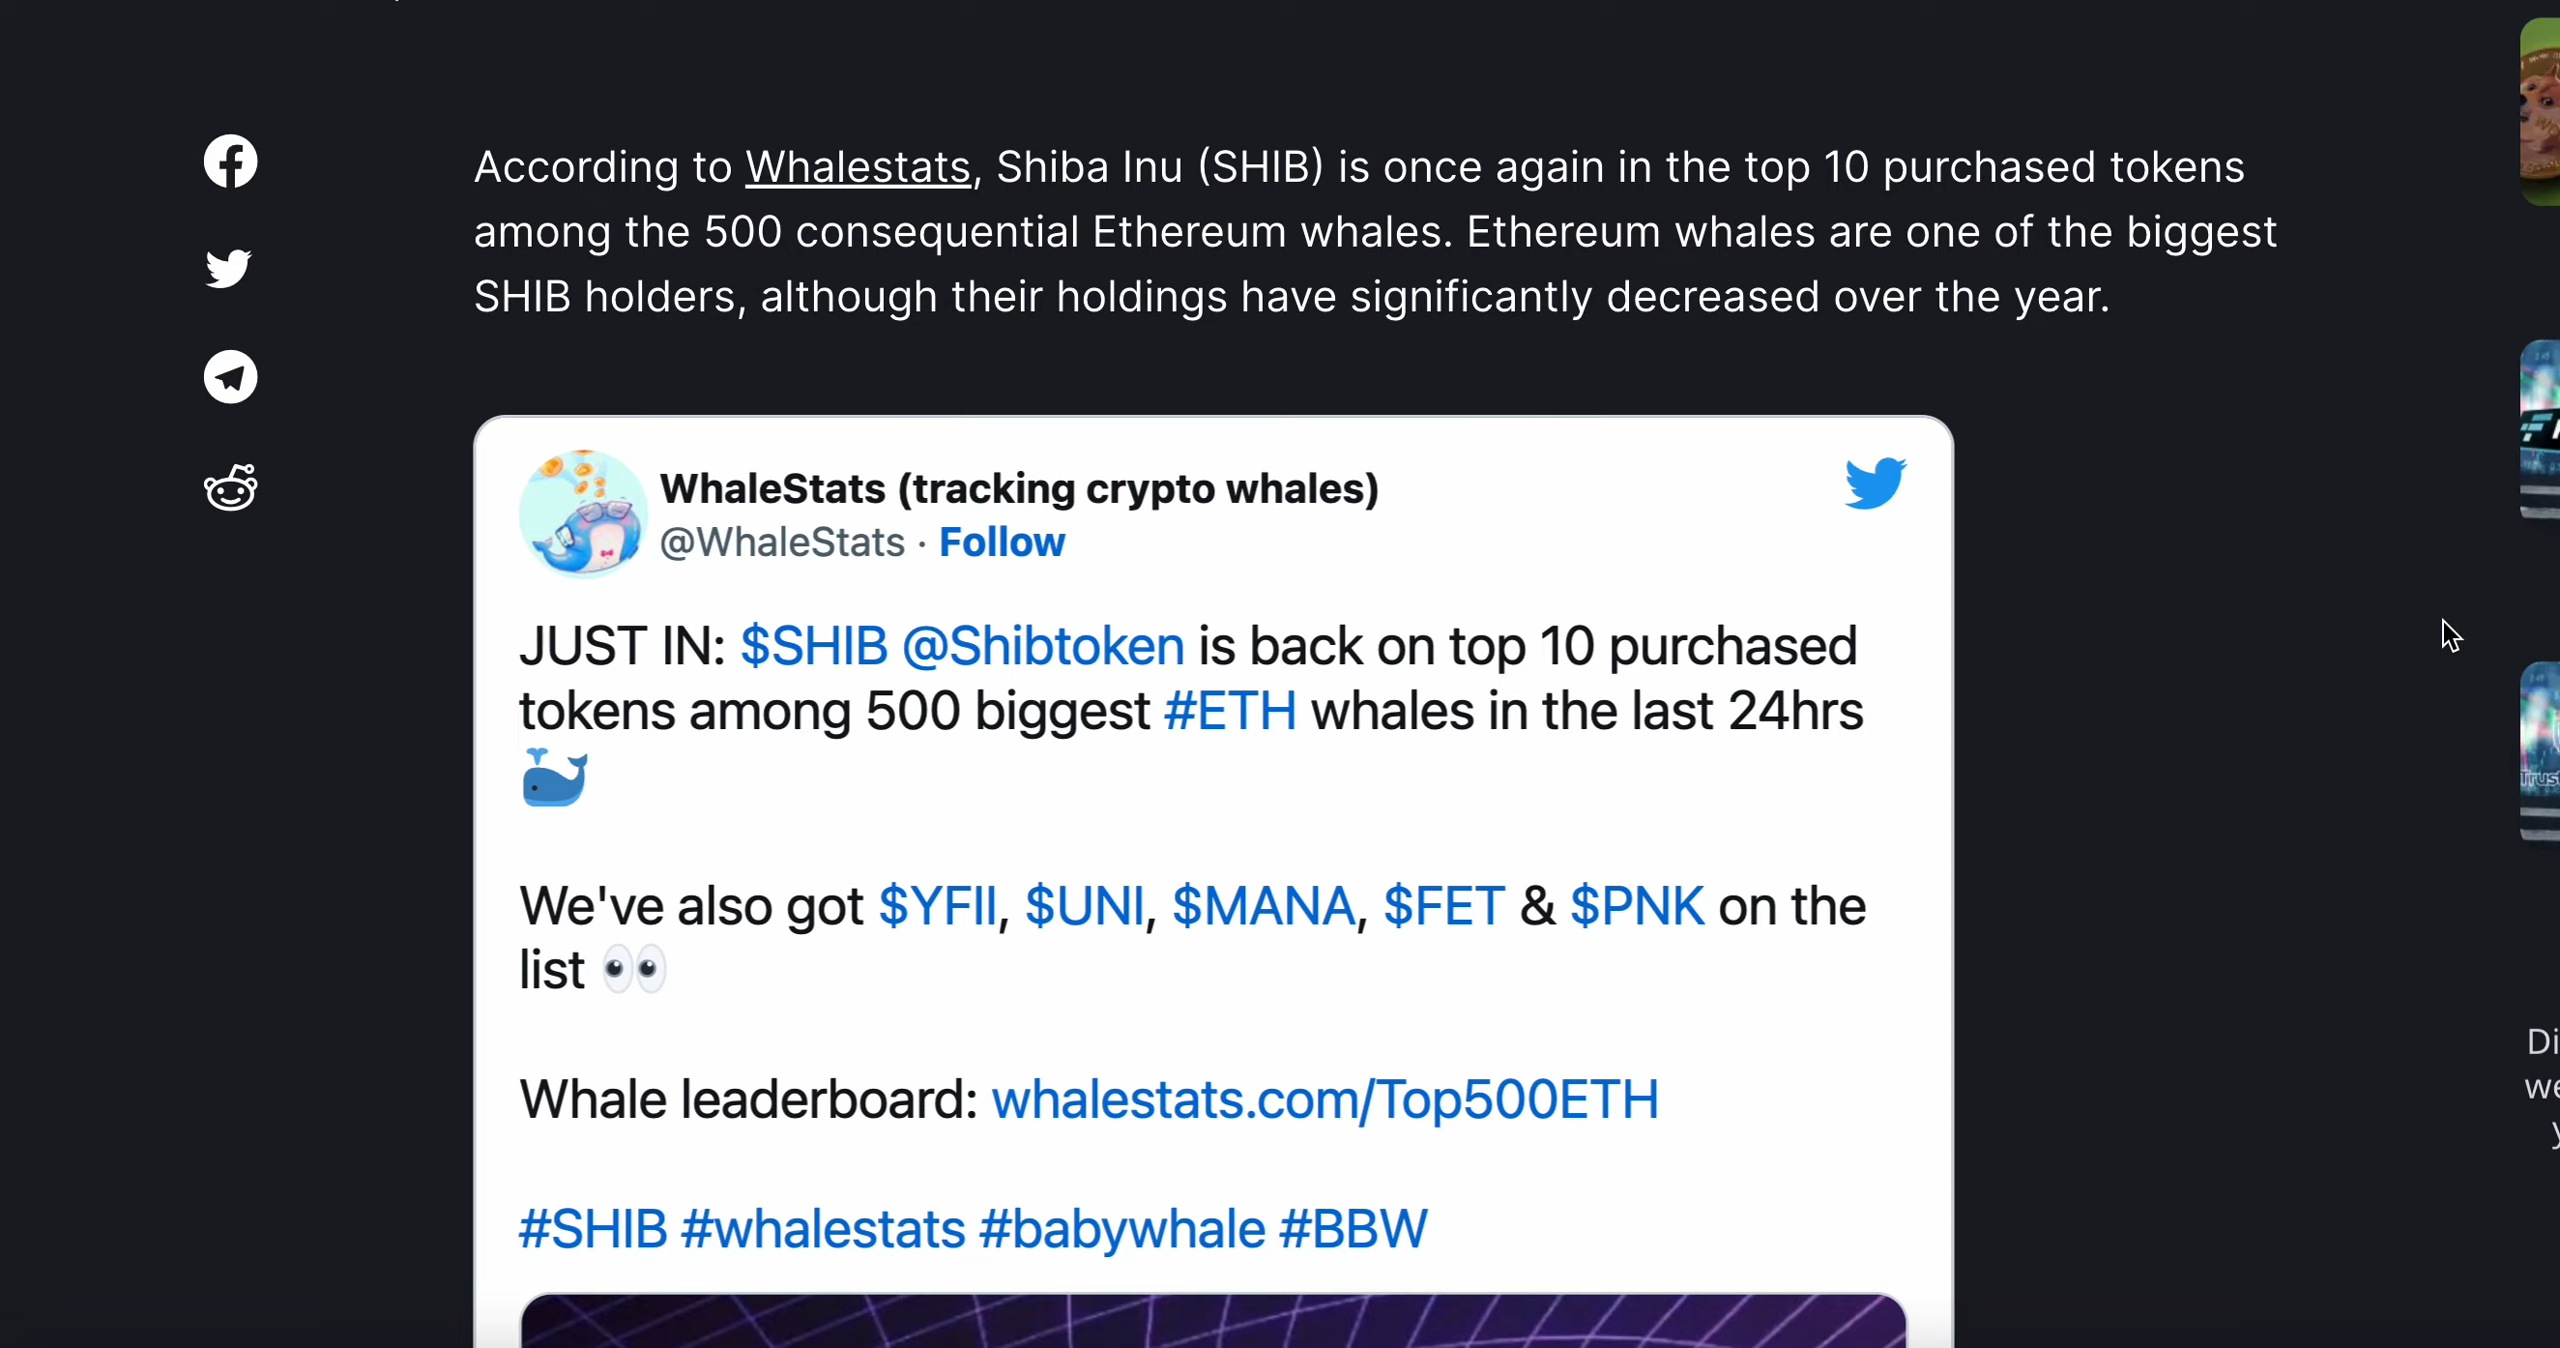 According to Whalestats, Shiba Inu (SHIB) is once again in the top 10 purchased tokens
among the 500 consequential Ethereum whales. Ethereum whales are one of the biggest
SHIB holders, although their holdings have significantly decreased over the year.
WhaleStats (tracking crypto whales)
@WhaleStats · Follow
JUST IN: $SHIB @Shibtoken is back on top 10 purchased
tokens among 500 biggest #ETH whales in the last 24hrs
🐳
We've also got $YFII, $UNI, $MANA, $FET & $PNK on the
list 👀
Whale leaderboard: whalestats.com/Top500ETH
#SHIB #whalestats #babywhale #BBW